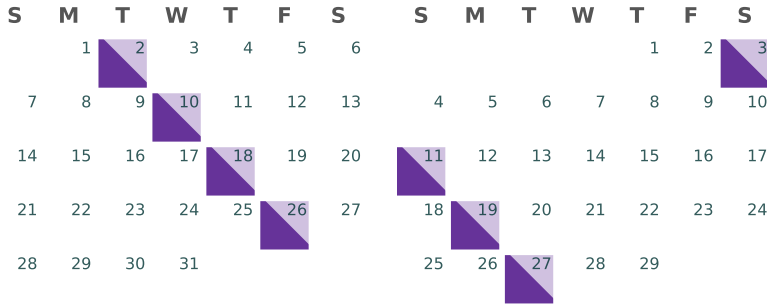 S M T W T F S
1 2 3 4 5 6
7 8 9 10 11 12 13
14 15 16 17 18 19 20
21 22 23 24 25 26 27
28 29 30 31
S M T W T F S
1 2 3
4 5 6 7 8 9 10
11 12 13 14 15 16 17
18 19 20 21 22 23 24
25 26 27 28 29